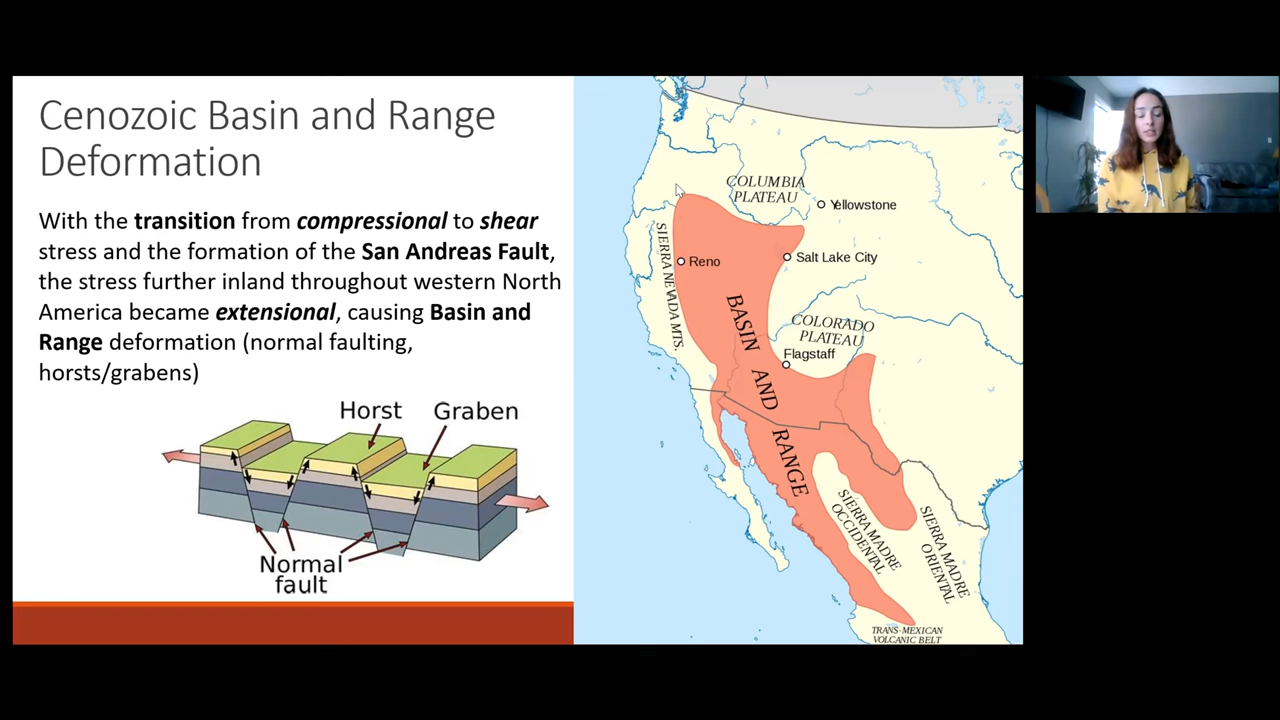 Cenozoic Basin and Range
Deformation
With the transition from compressional to shear
stress and the formation of the San Andreas Fault,
the stress further inland throughout western North
America became extensional, causing Basin and
Range deformation (normal faulting,
horsts/grabens)
Horst
Graben
Normal
fault
COLUMBIA
PLATEAU
Yellowstone
SIERRA NEVADA MTS.
Reno
Salt Lake City
BASIN AND RANGE
COLORADO
PLATEAU
Flagstaff
SIERRA MADRE
OCCIDENTAL
SIERRA MADRE
ORIENTAL
TRANS-MEXICAN
VOLCANIC BELT